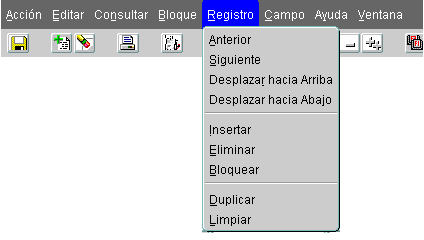 Acción Editar Consultar Bloque Registro Campo Ayuda Ventana
Anterior
Siguiente
Desplazar hacia Arriba
Desplazar hacia Abajo
Insertar
Eliminar
Bloquear
Duplicar
Limpiar